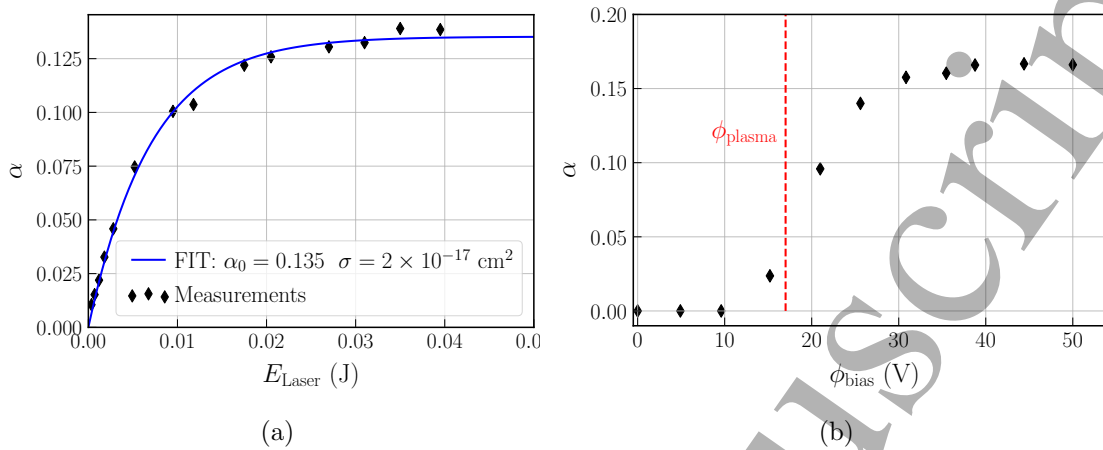 0.125
0.100
0.075
0.050
0.025
0.000
α
0.00 0.01 0.02 0.03 0.04 0.0
E_Laser (J)
FIT: α₀ = 0.135 σ = 2 × 10⁻¹⁷ cm²
Measurements
(a)
0.20
0.15
0.10
0.05
0.00
α
ϕ_plasma
0 10 20 30 40 50
ϕ_bias (V)
(b)